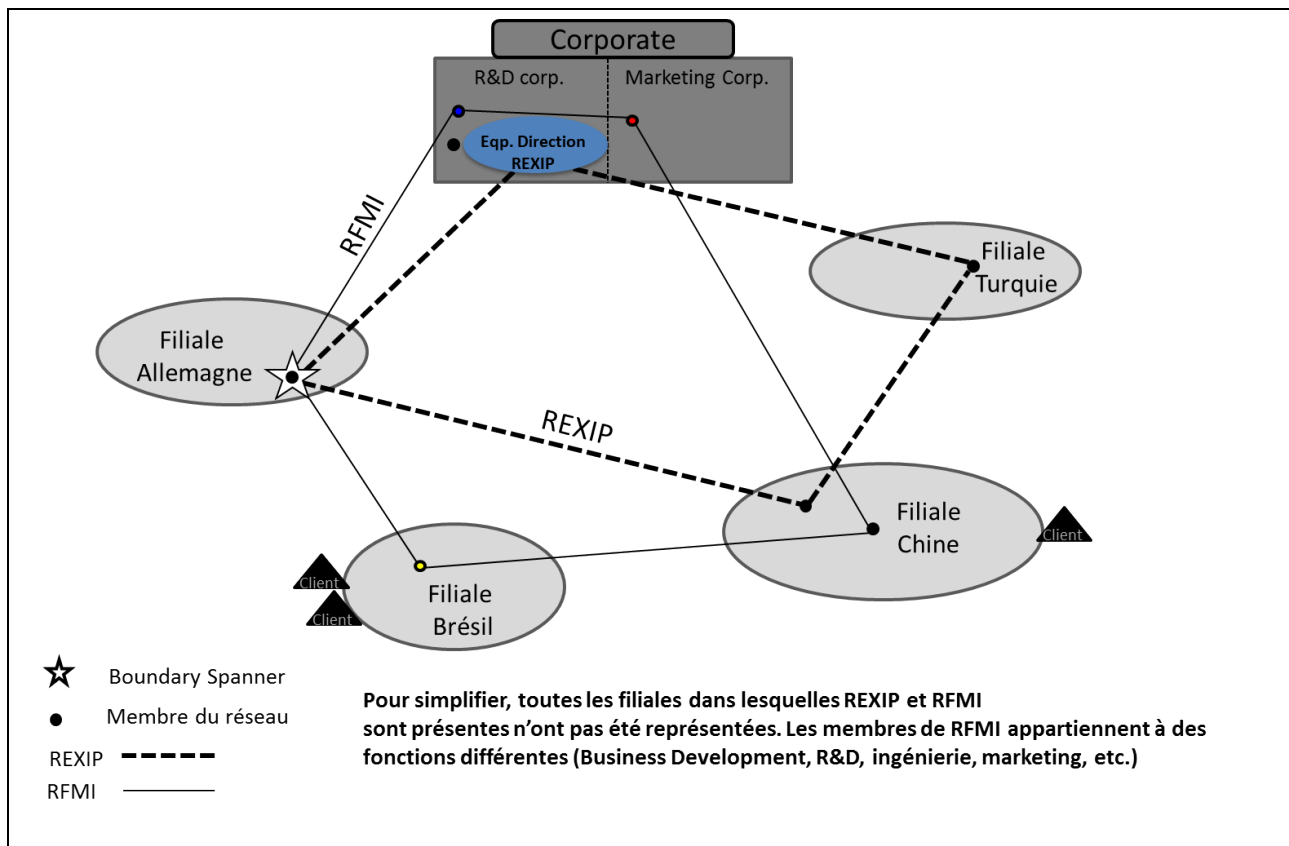 Corporate
R&D corp.
Marketing Corp.
Eqp. Direction
REXIP
RFMI
Filiale
Turquie
Filiale
Allemagne
REXIP
Filiale
Chine
Client
Client
Client
Filiale
Brésil
Boundary Spanner
Membre du réseau
REXIP
RFMI
Pour simplifier, toutes les filiales dans lesquelles REXIP et RFMI
sont présentes n’ont pas été représentées. Les membres de RFMI appartiennent à des
fonctions différentes (Business Development, R&D, ingénierie, marketing, etc.)